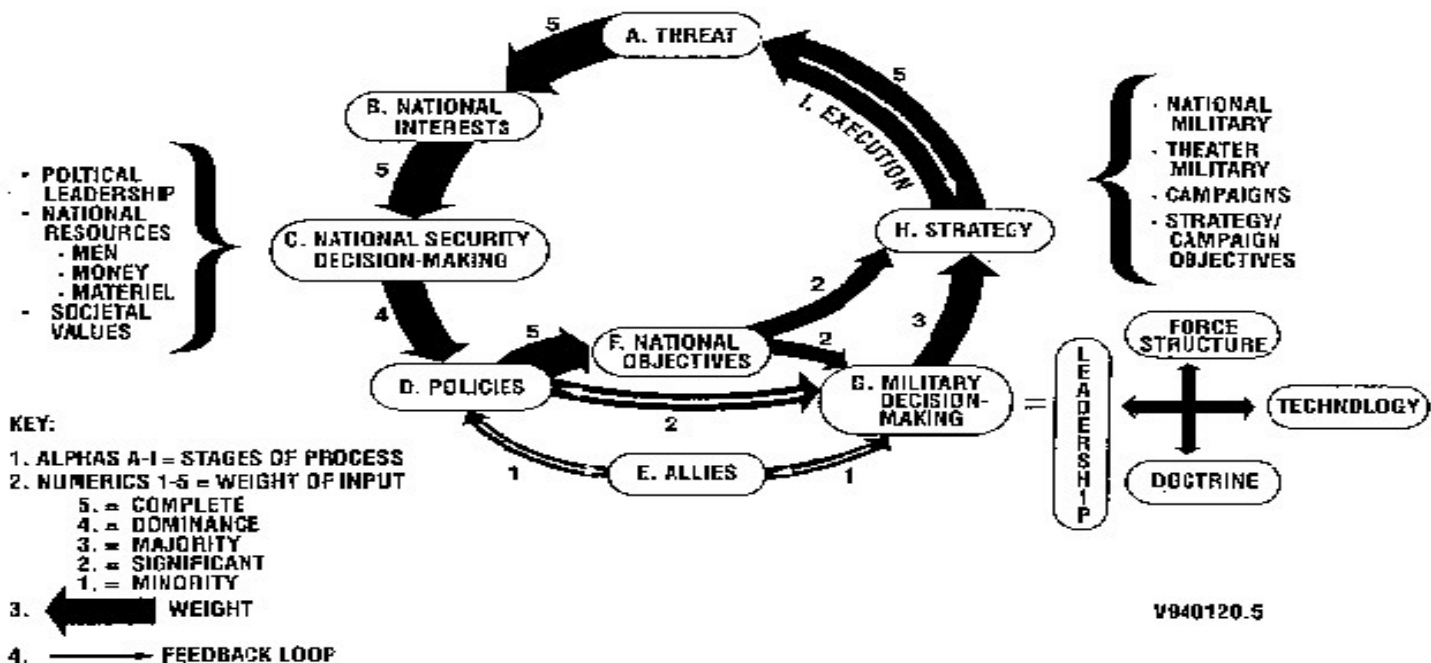 5
A. THREAT
5
B. NATIONAL
INTERESTS
I. EXECUTION
- NATIONAL
MILITARY
- THEATER
MILITARY
- CAMPAIGNS
- STRATEGY/
CAMPAIGN
OBJECTIVES
- POLTICAL
LEADERSHIP
- NATIONAL
RESOURCES
- MEN
- MONEY
- MATERIEL
- SOCIETAL
VALUES
5
C. NATIONAL SECURITY
DECISION-MAKING
H. STRATEGY
4
2
3
5
F. NATIONAL
OBJECTIVES
2
D. POLICIES
2
G. MILITARY
DECISION-
MAKING
=
LEADERSHIP
FORCE
STRUCTURE
TECHNOLOGY
DOCTRINE
1
E. ALLIES
1
KEY:
1. ALPHAS A-I = STAGES OF PROCESS
2. NUMERICS 1-5 = WEIGHT OF INPUT
5. = COMPLETE
4. = DOMINANCE
3. = MAJORITY
2. = SIGNIFICANT
1. = MINORITY
3. WEIGHT
4. FEEDBACK LOOP
V940120.5